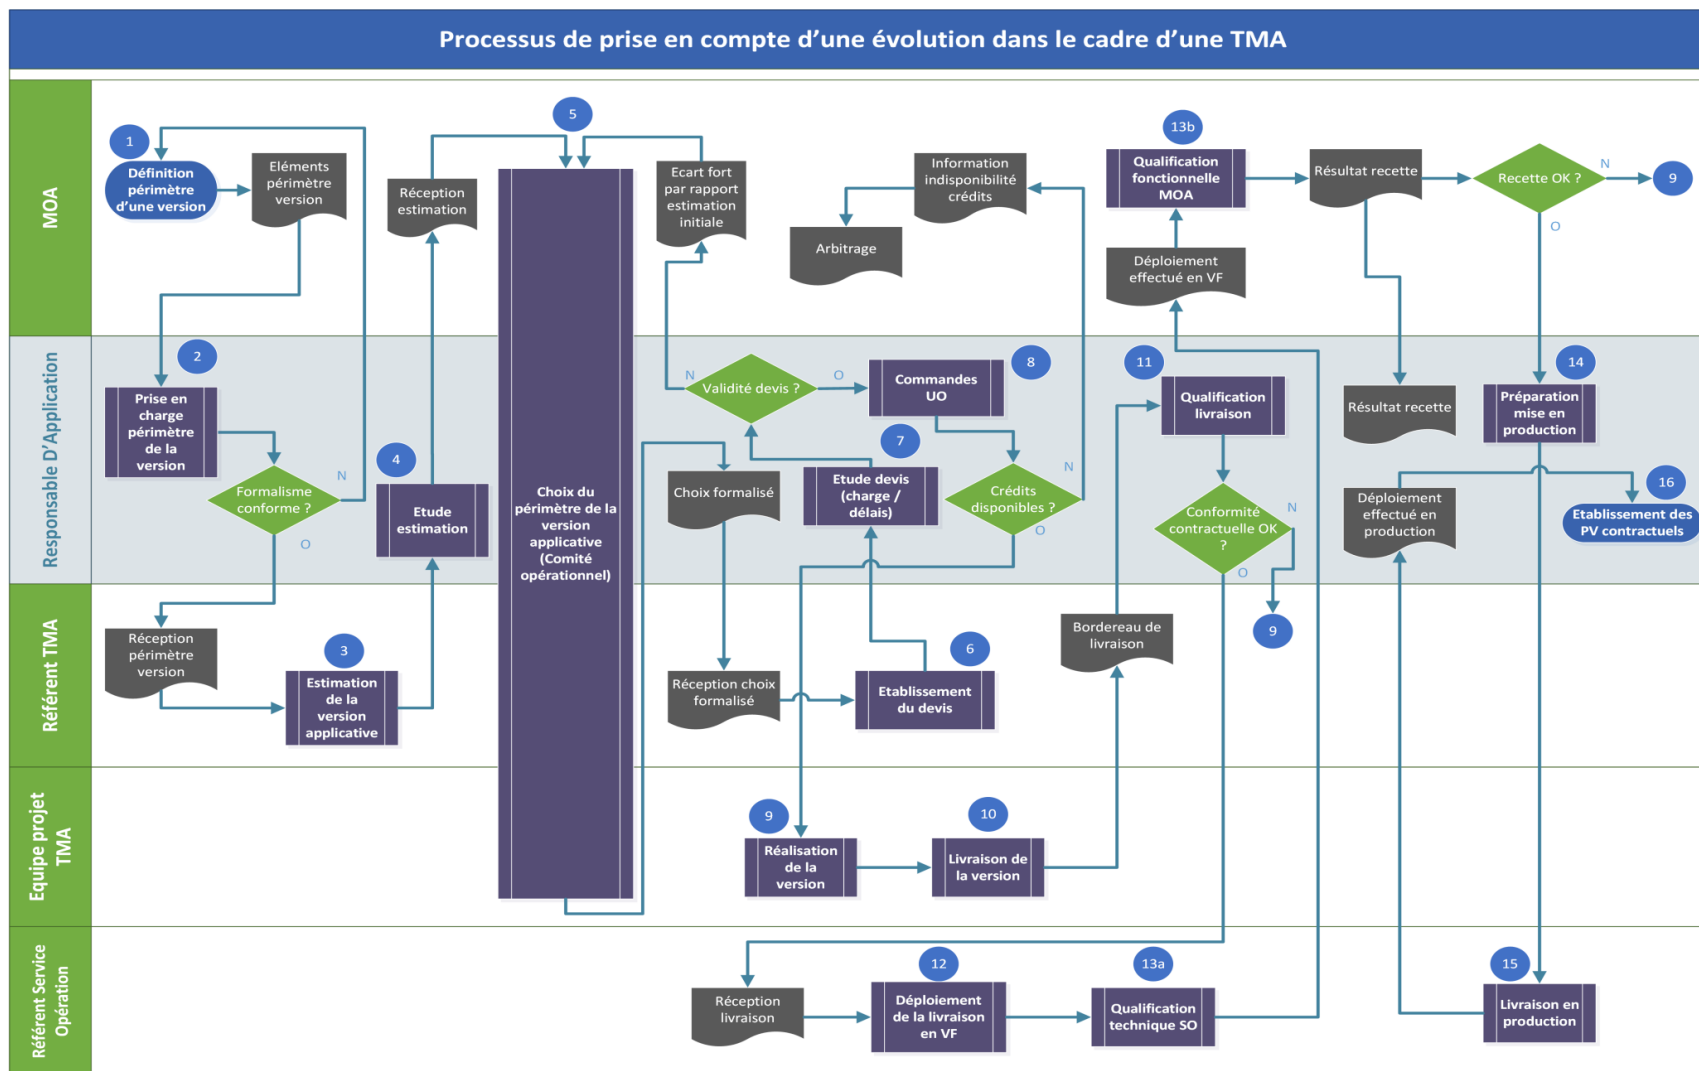 Processus de prise en compte d'une évolution dans le cadre d'une TMA
MOA
1
Définition
périmètre
d'une version
Eléments
périmètre
version
Réception
estimation
5
Ecart fort
par rapport
estimation
initiale
Information
indisponibilité
crédits
Arbitrage
13b
Qualification
fonctionnelle
MOA
Déploiement
effectué en VF
Résultat recette
Recette OK ?
N
9
O
Responsable D'Application
2
Prise en
charge
périmètre
de la
version
Formalisme
conforme ?
N
O
4
Etude
estimation
Choix du
périmètre de la
version
applicative
(Comité
opérationnel)
N
Validité devis ?
O
Commandes
UO
8
7
Choix formalisé
Etude devis
(charge /
délais)
Crédits
disponibles ?
N
O
11
Qualification
livraison
Conformité
contractuelle OK
?
N
O
Résultat recette
14
Préparation
mise en
production
Déploiement
effectué en
production
16
Etablissement des
PV contractuels
Référent TMA
Réception
périmètre
version
3
Estimation
de la
version
applicative
Réception choix
formalisé
6
Etablissement
du devis
Bordereau de
livraison
9
Equipe projet
TMA
9
Réalisation
de la
version
10
Livraison de
la version
Référent Service
Opération
Réception
livraison
12
Déploiement
de la livraison
en VF
13a
Qualification
technique SO
15
Livraison en
production